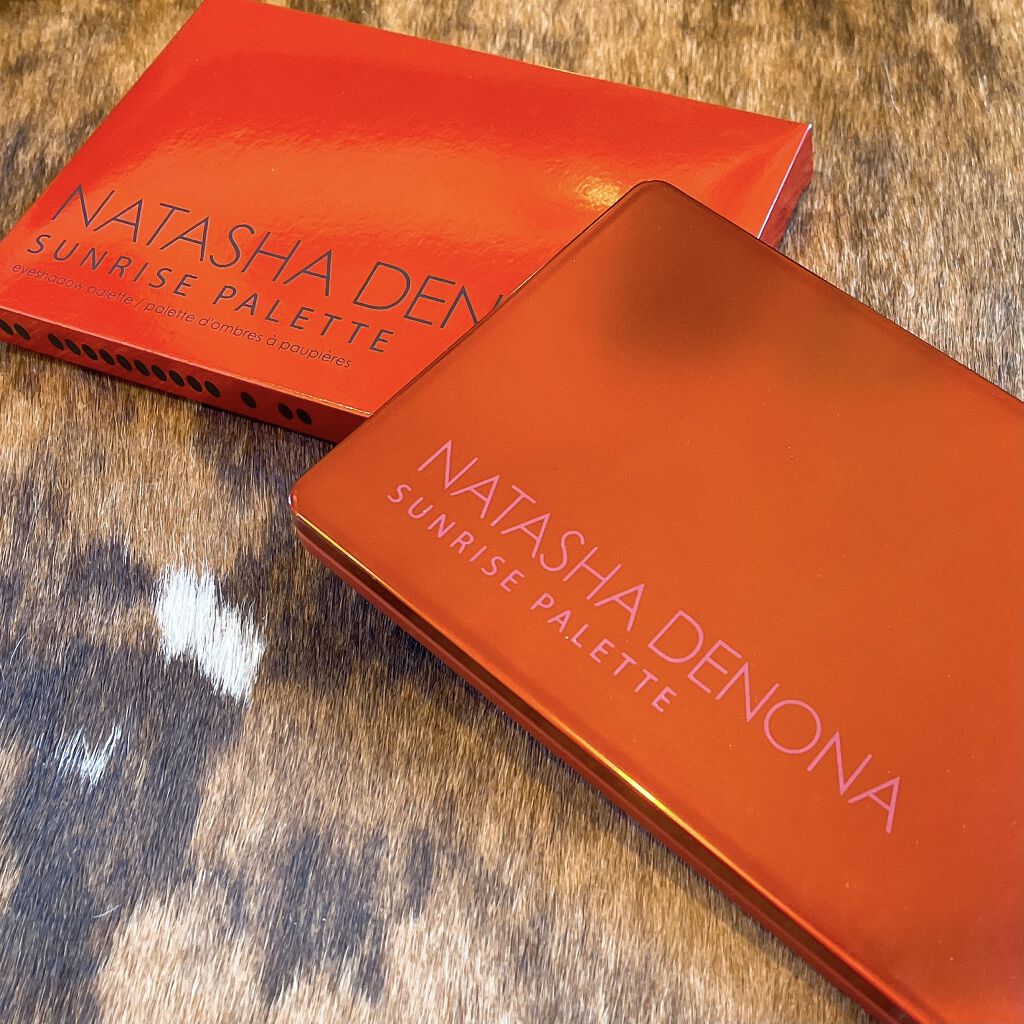 NATASHA DEN
SUNRISE PALETTE
eyeshadow palette / palette d'ombres à paupières
NATASHA DENONA
SUNRISE PALETTE